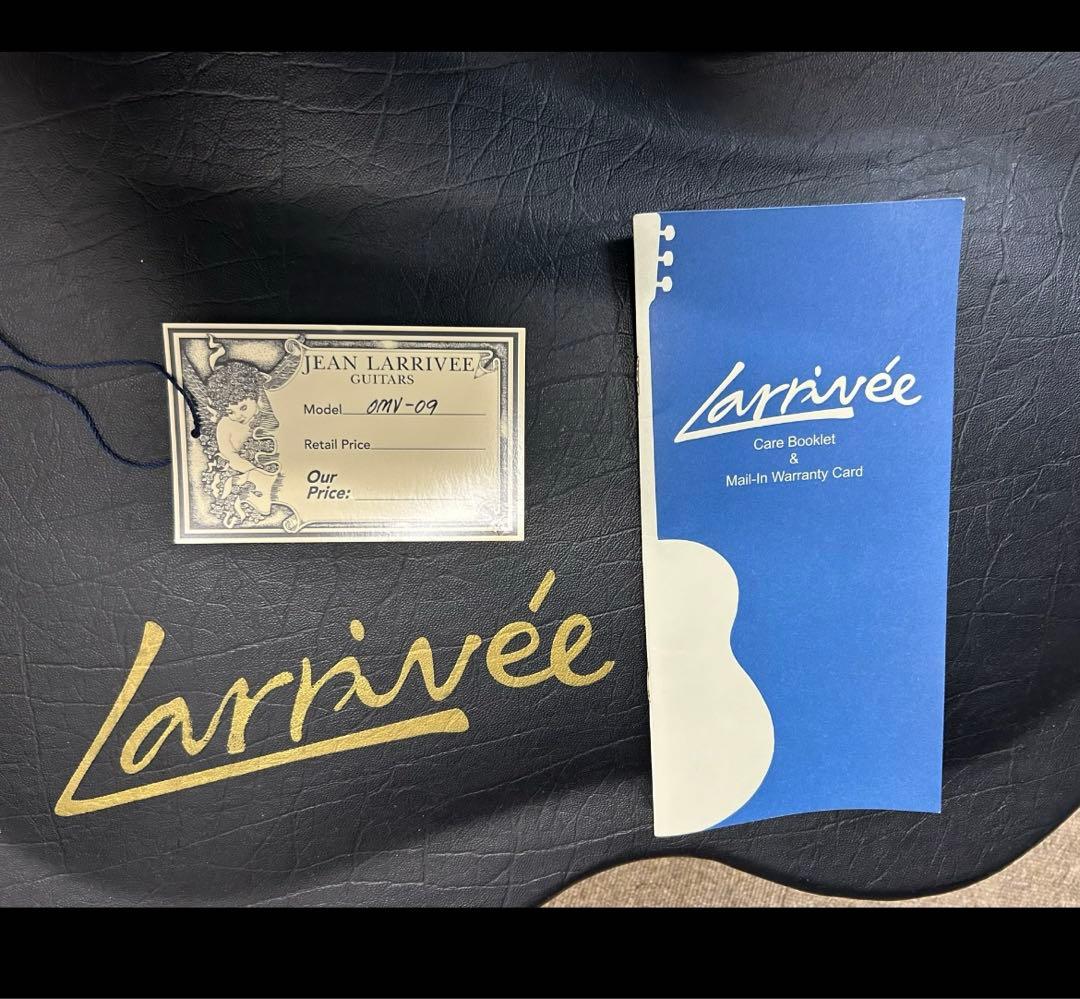 JEAN LARRIVEE
GUITARS
Model OMV-09
Retail Price
Our
Price:
Larrivée
Care Booklet
&
Mail-In Warranty Card
Larrivée